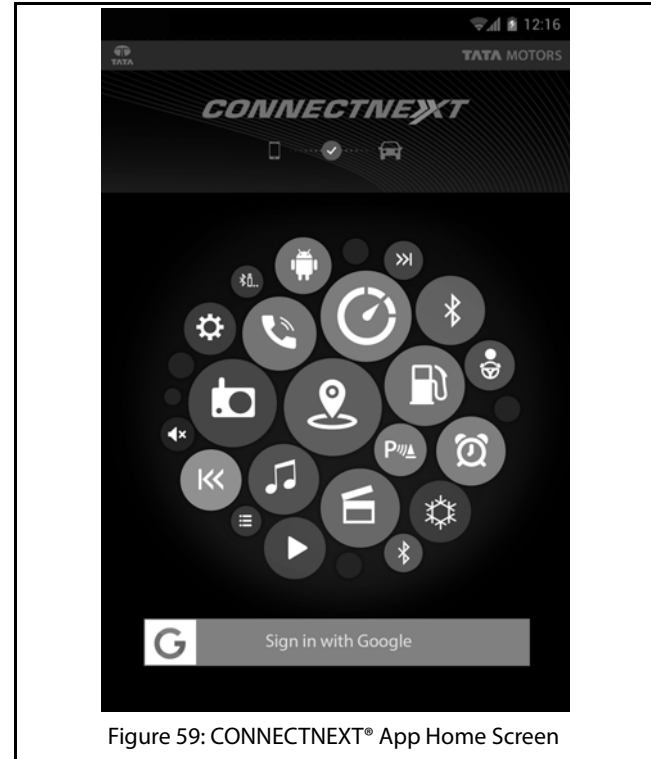 12:16
TATA
TATA MOTORS
CONNECTNEXT
P
G
Sign in with Google
Figure 59: CONNECTNEXT® App Home Screen